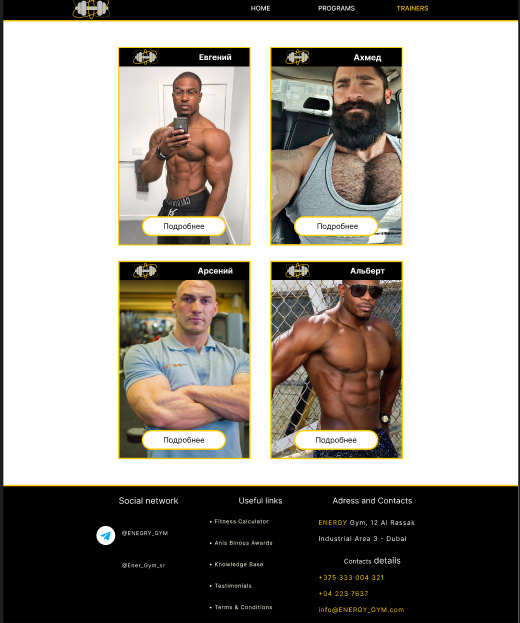 HOME PROGRAMS TRAINERS
Евгений
Ахмед
Подробнее
Подробнее
Арсений
Альберт
Подробнее
Подробнее
Social network
@ENEGRY_GYM
@Ener_Gym_s/
Useful links
• Fitness Calculator
• Anis Binous Awards
• Knowledge Base
• Testimonials
• Terms & Conditions
Adress and Contacts
ENERGY Gym, 12 Al Rassak
Industrial Area 3 - Dubai
Contacts details
+375 333 004 321
+04 223 7637
info@ENERGY_GYM.com